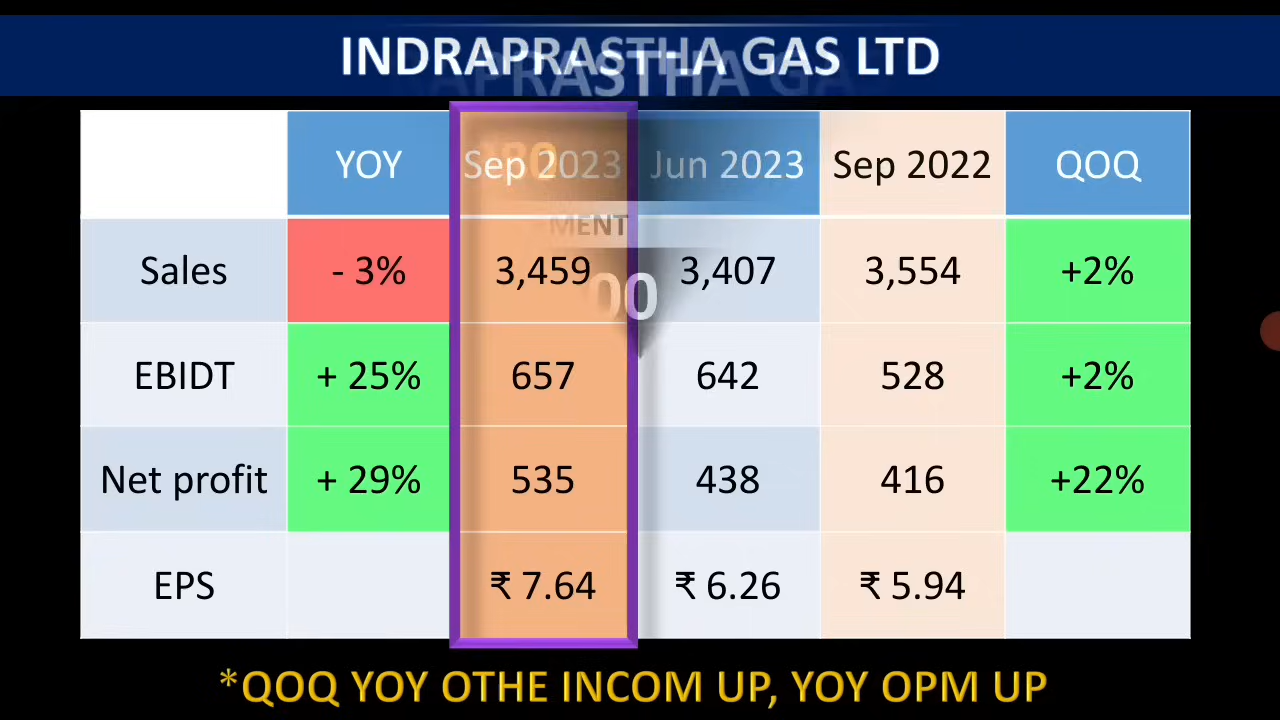 INDRAPRASTHA GAS LTD
YOY Sep 2023 Jun 2023 Sep 2022 QOQ
MENT
Sales - 3% 3,459 3,407 3,554 +2%
00
EBIDT + 25% 657 642 528 +2%
Net profit + 29% 535 438 416 +22%
EPS ₹ 7.64 ₹ 6.26 ₹ 5.94
*QOQ YOY OTHE INCOM UP, YOY OPM UP